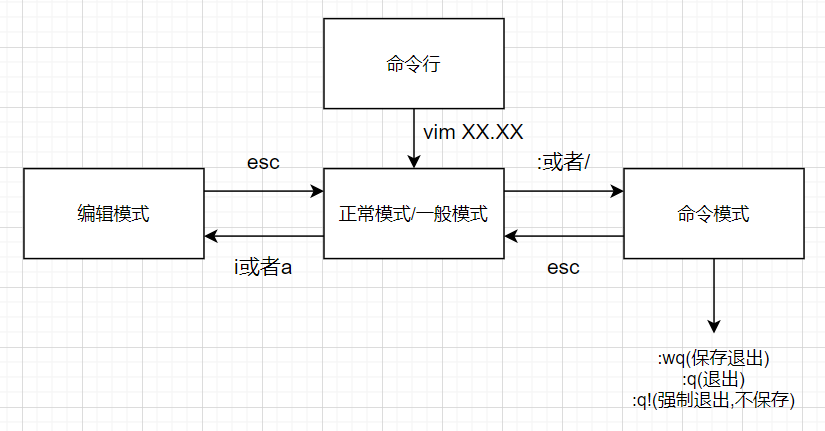 命令行
vim XX.XX
esc
:或者/
编辑模式
正常模式/一般模式
命令模式
i或者a
esc
:wq(保存退出)
:q(退出)
:q!(强制退出,不保存)